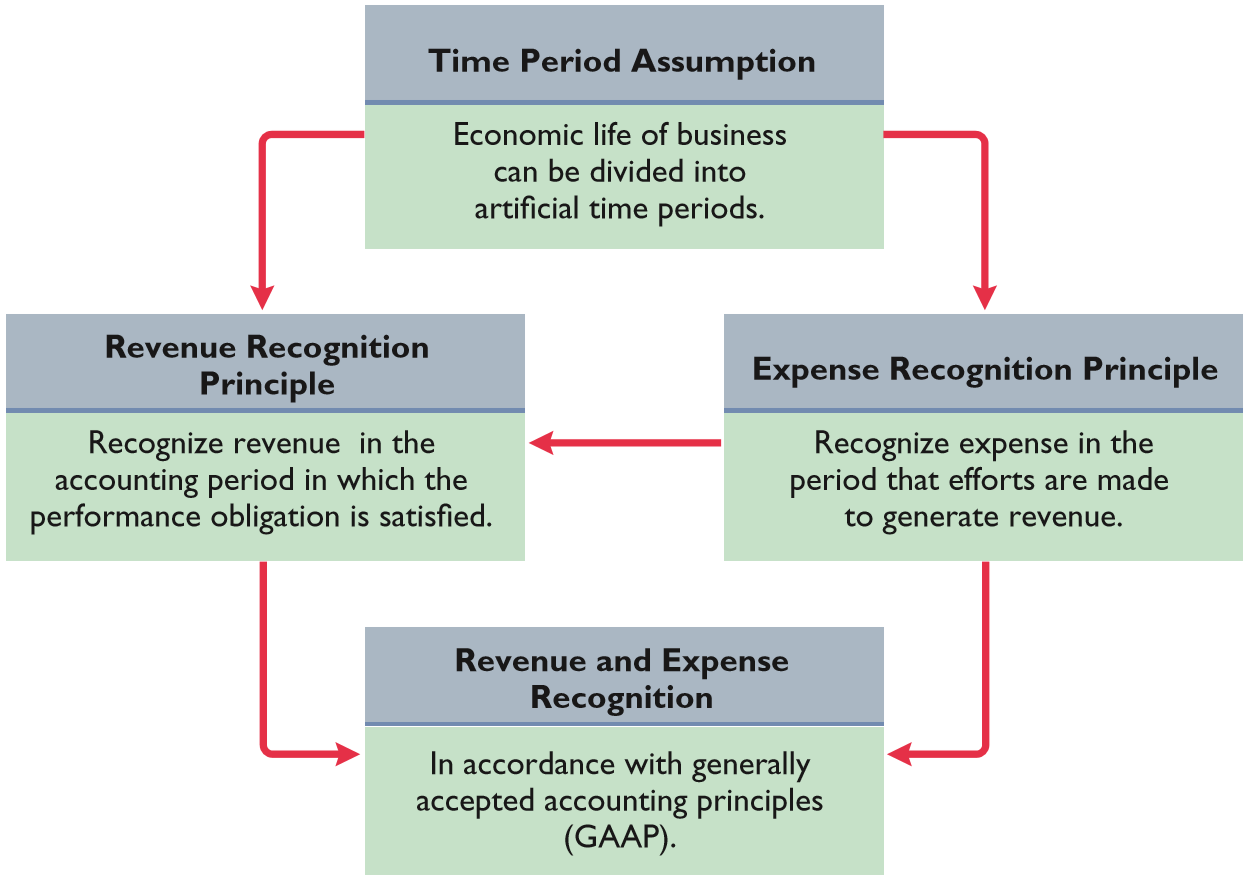 Time Period Assumption
Economic life of business
can be divided into
artificial time periods.
Revenue Recognition
Principle
Recognize revenue in the
accounting period in which the
performance obligation is satisfied.
Expense Recognition Principle
Recognize expense in the
period that efforts are made
to generate revenue.
Revenue and Expense
Recognition
In accordance with generally
accepted accounting principles
(GAAP).